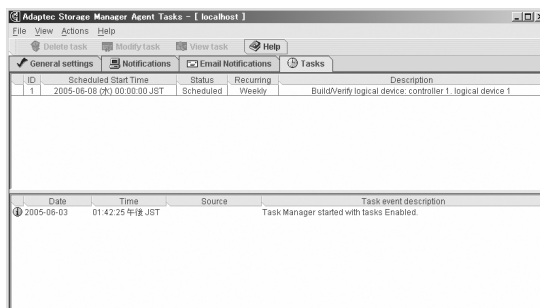 Adaptec Storage Manager Agent Tasks - [ localhost ]
File View Actions Help
Delete task Modify task View task Help
General settings Notifications Email Notifications Tasks
ID Scheduled Start Time Status Recurring Description
1 2005-06-08 (水) 00:00:00 JST Scheduled Weekly Build/Verify logical device: controller 1, logical device 1
Date Time Source Task event description
2005-06-03 01:42:25 午後 JST Task Manager started with tasks Enabled.